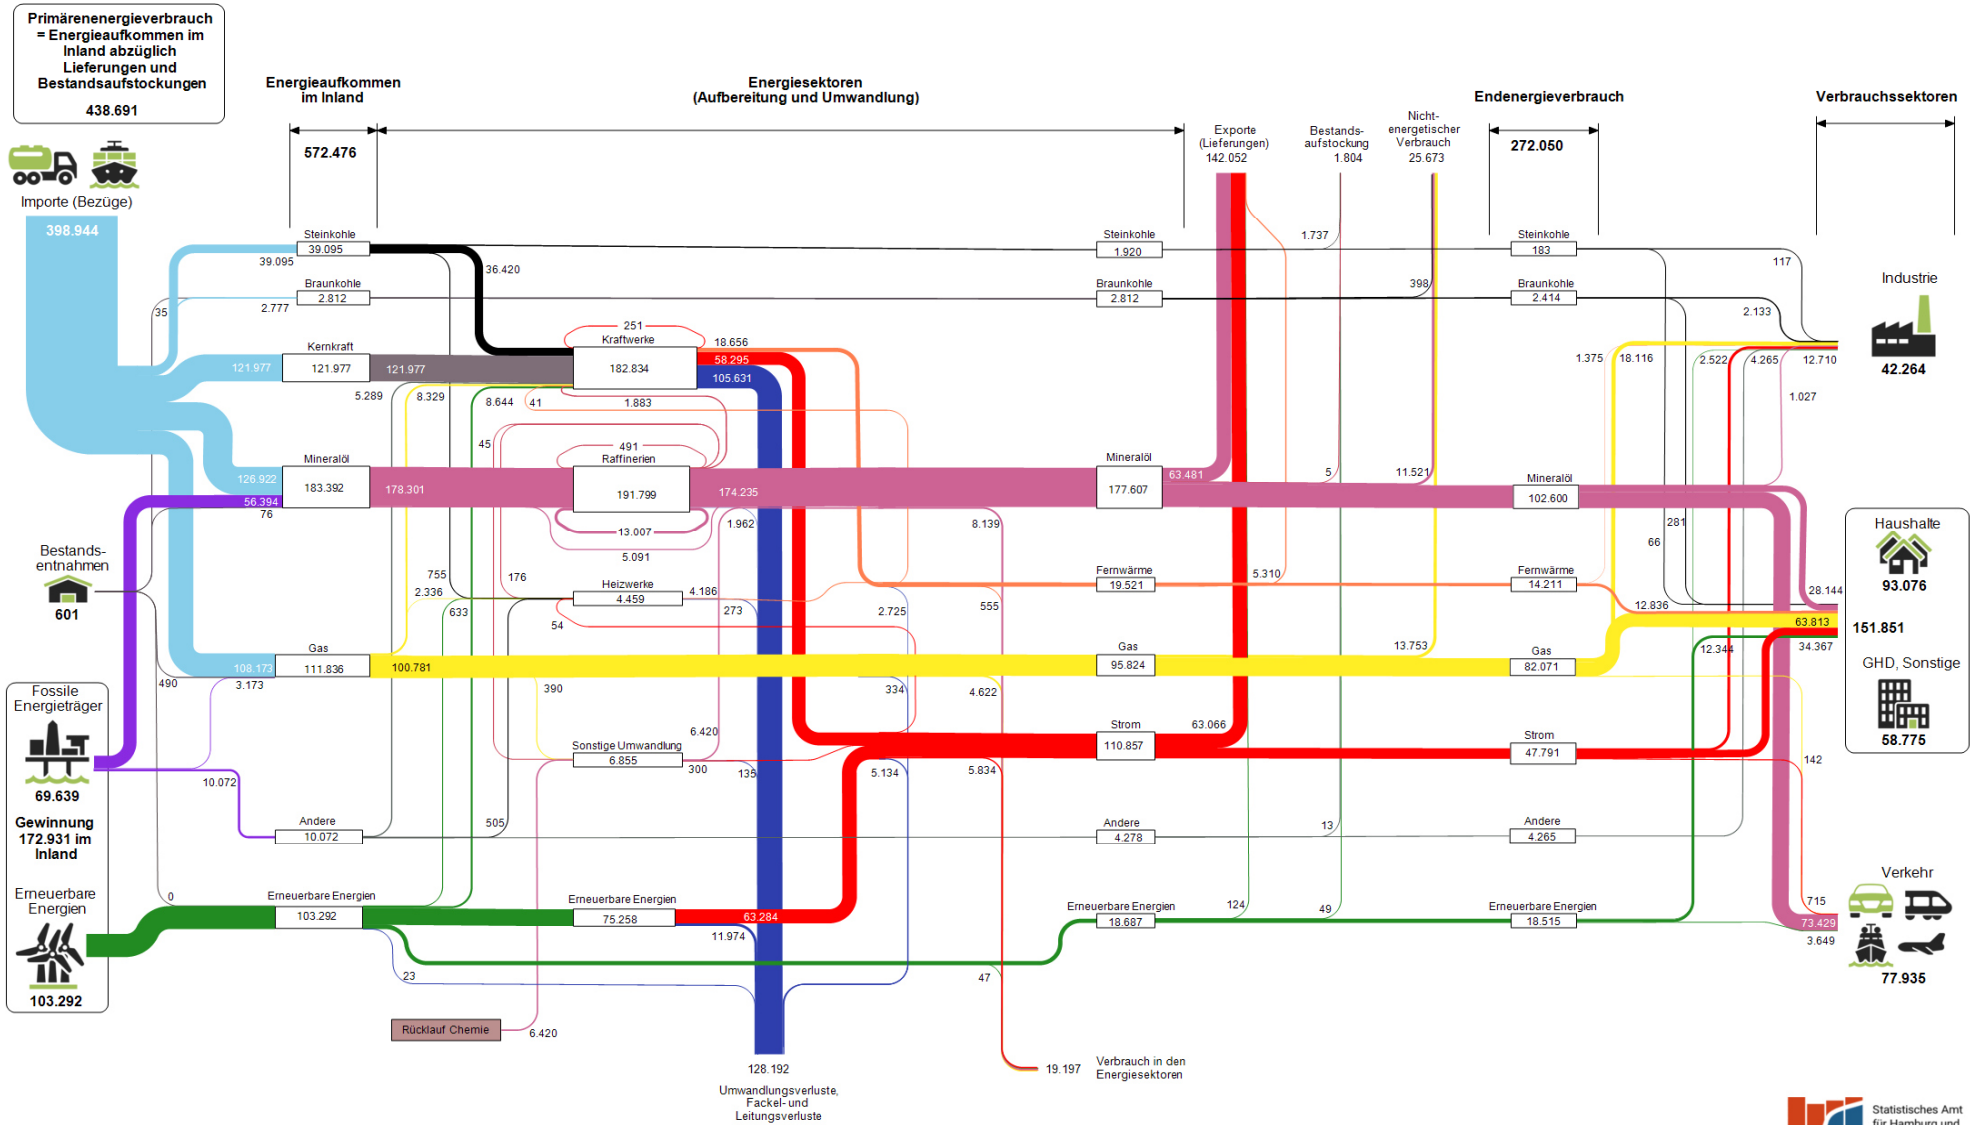 Primärenenergieverbrauch
= Energieaufkommen im
Inland abzüglich
Lieferungen und
Bestandsaufstockungen
438.691
Energieaufkommen
im Inland
572.476
Energiesektoren
(Aufbereitung und Umwandlung)
Exporte
(Lieferungen)
142.052
Bestands-
aufstockung
1.804
Nicht-
energetischer
Verbrauch
25.673
Endenergieverbrauch
272.050
Verbrauchssektoren
Importe (Bezüge)
398.944
Steinkohle
39.095
39.095
36.420
Steinkohle
1.920
1.737
Steinkohle
183
117
Braunkohle
2.812
35
2.777
Braunkohle
2.812
398
Braunkohle
2.414
2.133
Industrie
42.264
Kernkraft
121.977
121.977
121.977
251
Kraftwerke
182.834
18.656
58.295
105.631
5.289
8.329
8.644
41
1.883
1.375
18.116
2.522
4.265
12.710
1.027
45
491
Raffinerien
191.799
Mineralöl
183.392
126.922
56.394
76
178.301
174.235
13.007
5.091
1.962
8.139
Mineralöl
177.607
63.481
5
11.521
Mineralöl
102.600
281
66
Haushalte
93.076
151.851
GHD, Sonstige
58.775
Bestands-
entnahmen
601
755
2.336
633
176
Heizwerke
4.459
4.186
273
54
2.725
555
Fernwärme
19.521
5.310
Fernwärme
14.211
12.836
28.144
63.813
34.367
12.344
Gas
111.836
108.173
3.173
490
100.781
390
334
4.622
Gas
95.824
13.753
Gas
82.071
142
Fossile
Energieträger
69.639
10.072
Gewinnung
172.931 im
Inland
Erneuerbare
Energien
103.292
Sonstige Umwandlung
6.855
6.420
300
135
5.134
5.834
Strom
110.857
63.066
Strom
47.791
715
Andere
10.072
505
Andere
4.278
13
Andere
4.265
Verkehr
73.429
3.649
77.935
0
Erneuerbare Energien
103.292
23
Erneuerbare Energien
75.258
63.284
11.974
47
Erneuerbare Energien
18.687
124
49
Erneuerbare Energien
18.515
Rücklauf Chemie
6.420
128.192
Umwandlungsverluste,
Fackel- und
Leitungsverluste
19.197
Verbrauch in den
Energiesektoren
Statistisches Amt
für Hamburg und